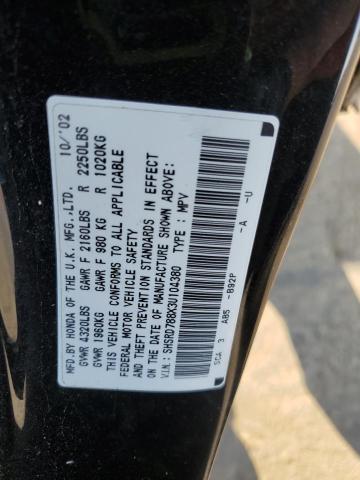 MFD.BY HONDA OF THE U.K. MFG.,LTD. 10/'02
GVWR 4320LBS GAWR F 2160LBS R 2250LBS
GVWR 1960KG GAWR F 980 KG R 1020KG
THIS VEHICLE CONFORMS TO ALL APPLICABLE
FEDERAL MOTOR VEHICLE SAFETY
AND THEFT PREVENTION STANDARDS IN EFFECT
ON THE DATE OF MANUFACTURE SHOWN ABOVE:
V.I.N.: SHSRD788X3U104380 TYPE: MPV
SCA 3 A85 -B92P -A -U